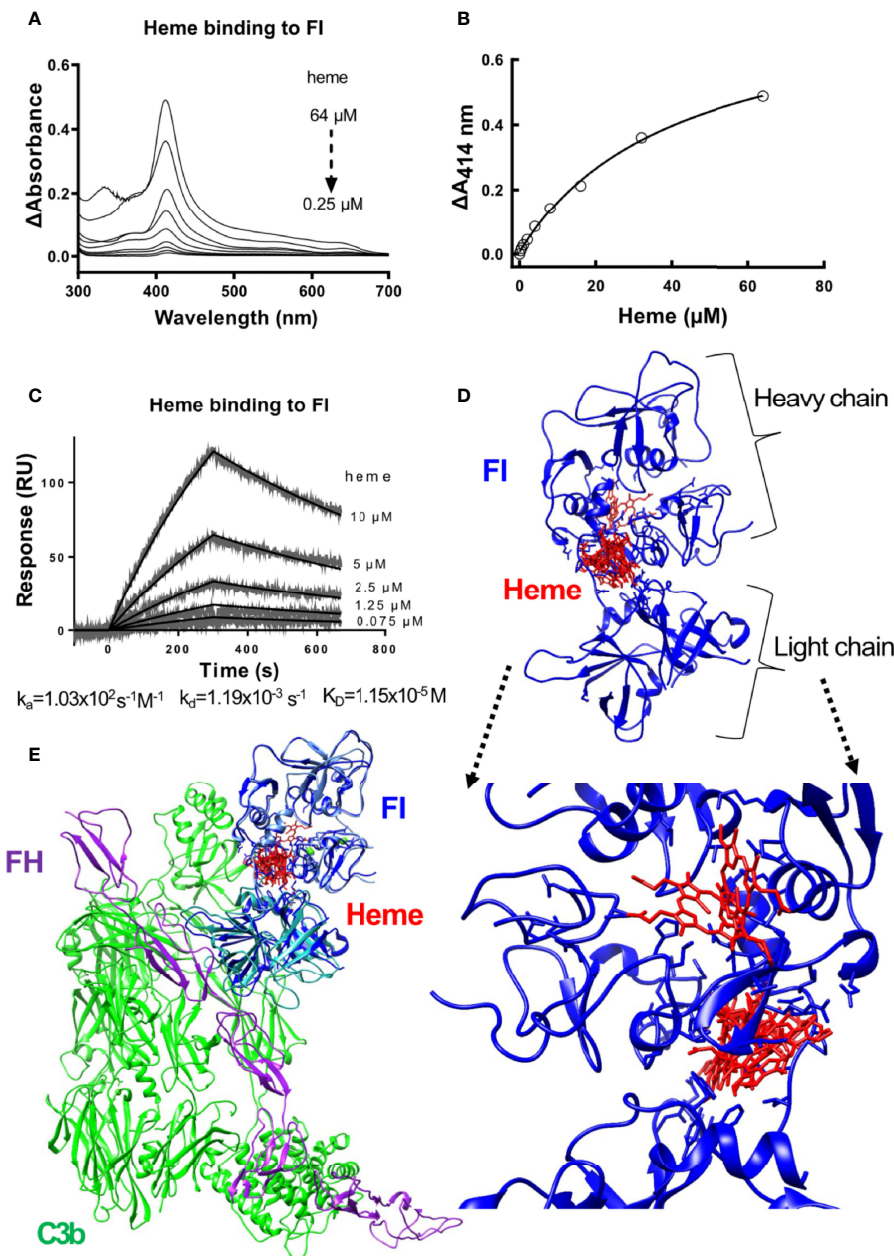 A
Heme binding to FI
ΔAbsorbance
0.6
0.4
0.2
0.0
300 400 500 600 700
Wavelength (nm)
heme
64 µM
0.25 µM
B
ΔA414 nm
0.6
0.4
0.2
0.0
0 20 40 60 80
Heme (µM)
C
Heme binding to FI
Response (RU)
100
50
0
0 200 400 600 800
Time (s)
heme
10 µM
5 µM
2.5 µM
1.25 µM
0.075 µM
ka=1.03x10²s⁻¹M⁻¹ kd=1.19x10⁻³ s⁻¹ KD=1.15x10⁻⁵ M
D
Heavy chain
FI
Heme
Light chain
E
FI
FH
Heme
C3b